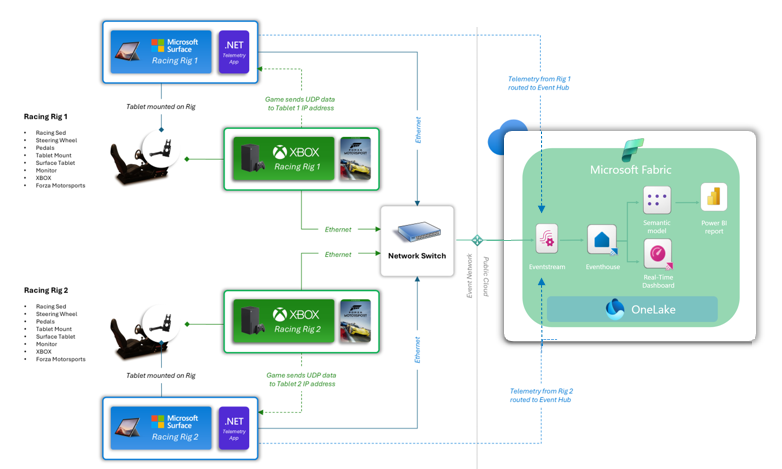 Microsoft
Surface
Racing Rig 1
.NET
Telemetry
App
Telemetry from Rig 1
routed to Event Hub
Tablet mounted on Rig
Game sends UDP data
to Tablet 1 IP address
Ethernet
Racing Rig 1
• Racing Sed
• Steering Wheel
• Pedals
• Tablet Mount
• Surface Tablet
• Monitor
• XBOX
• Forza Motorsports
XBOX
Racing Rig 1
FORZA
MOTORSPORT
Microsoft Fabric
Semantic
model
Power BI
report
Ethernet
Network Switch
Ethernet
Event Network
Public Cloud
Eventstream
Eventhouse
Real-Time
Dashboard
OneLake
Racing Rig 2
• Racing Sed
• Steering Wheel
• Pedals
• Tablet Mount
• Surface Tablet
• Monitor
• XBOX
• Forza Motorsports
XBOX
Racing Rig 2
FORZA
MOTORSPORT
Ethernet
Tablet mounted on Rig
Game sends UDP data
to Tablet 2 IP address
Telemetry from Rig 2
routed to Event Hub
Microsoft
Surface
Racing Rig 2
.NET
Telemetry
App